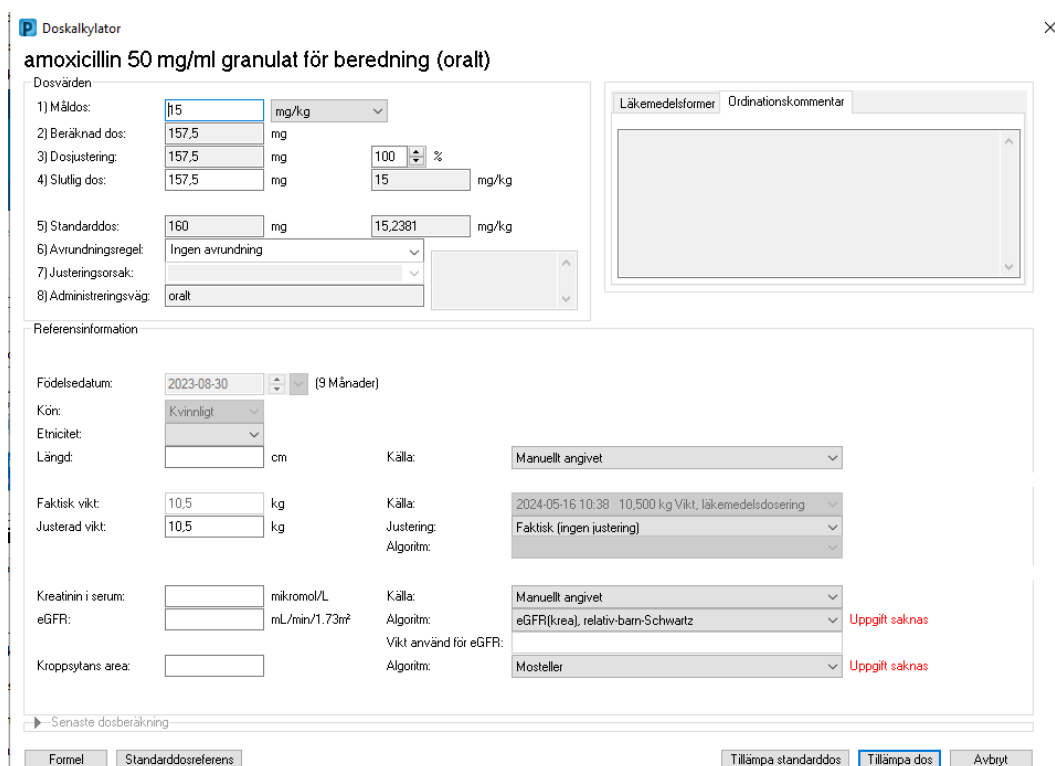 P Doskalkylator
amoxicillin 50 mg/ml granulat för beredning (oralt)
Dosvärden
1) Måldos: 15 mg/kg
2) Beräknad dos: 157,5 mg
3) Dosjustering: 157,5 mg 100 %
4) Slutlig dos: 157,5 mg 15 mg/kg
5) Standarddos: 160 mg 15,2381 mg/kg
6) Avrundningsregel: Ingen avrundning
7) Justeringsorsak:
8) Administreringsväg: oralt
Läkemedelsformer Ordinationskommentar
Referensinformation
Födelsedatum: 2023-08-30 (9 Månader)
Kön: Kvinnligt
Etnicitet:
Längd: cm Källa: Manuellt angivet
Faktisk vikt: 10,5 kg Källa: 2024-05-16 10:38 10,500 kg Vikt, läkemedelsdosering
Justerad vikt: 10,5 kg Justering: Faktisk (ingen justering)
Algoritm:
Kreatinin i serum: mikromol/L Källa: Manuellt angivet
eGFR: mL/min/1.73m² Algoritm: eGFR(krea), relativ-barn-Schwartz Uppgift saknas
Vikt använd för eGFR:
Kroppsytans area: Algoritm: Mosteller Uppgift saknas
Senaste dosberäkning
Formel Standarddosreferens Tillämpa standarddos Tillämpa dos Avbryt